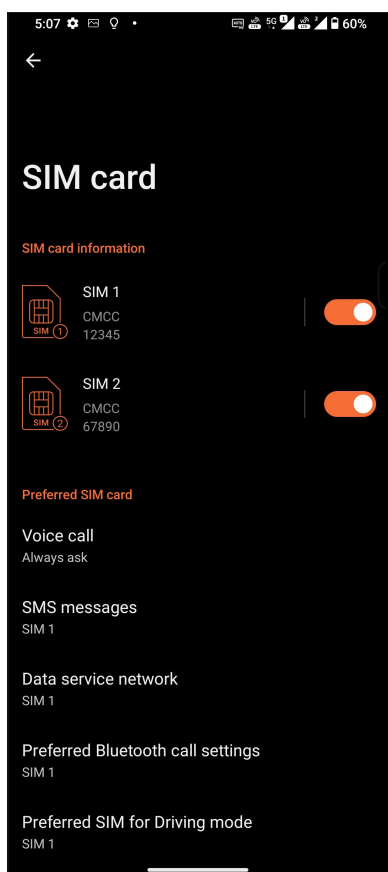 5:07 60%
SIM card
SIM card information
SIM 1
CMCC
12345
SIM 1
SIM 2
CMCC
67890
SIM 2
Preferred SIM card
Voice call
Always ask
SMS messages
SIM 1
Data service network
SIM 1
Preferred Bluetooth call settings
SIM 1
Preferred SIM for Driving mode
SIM 1